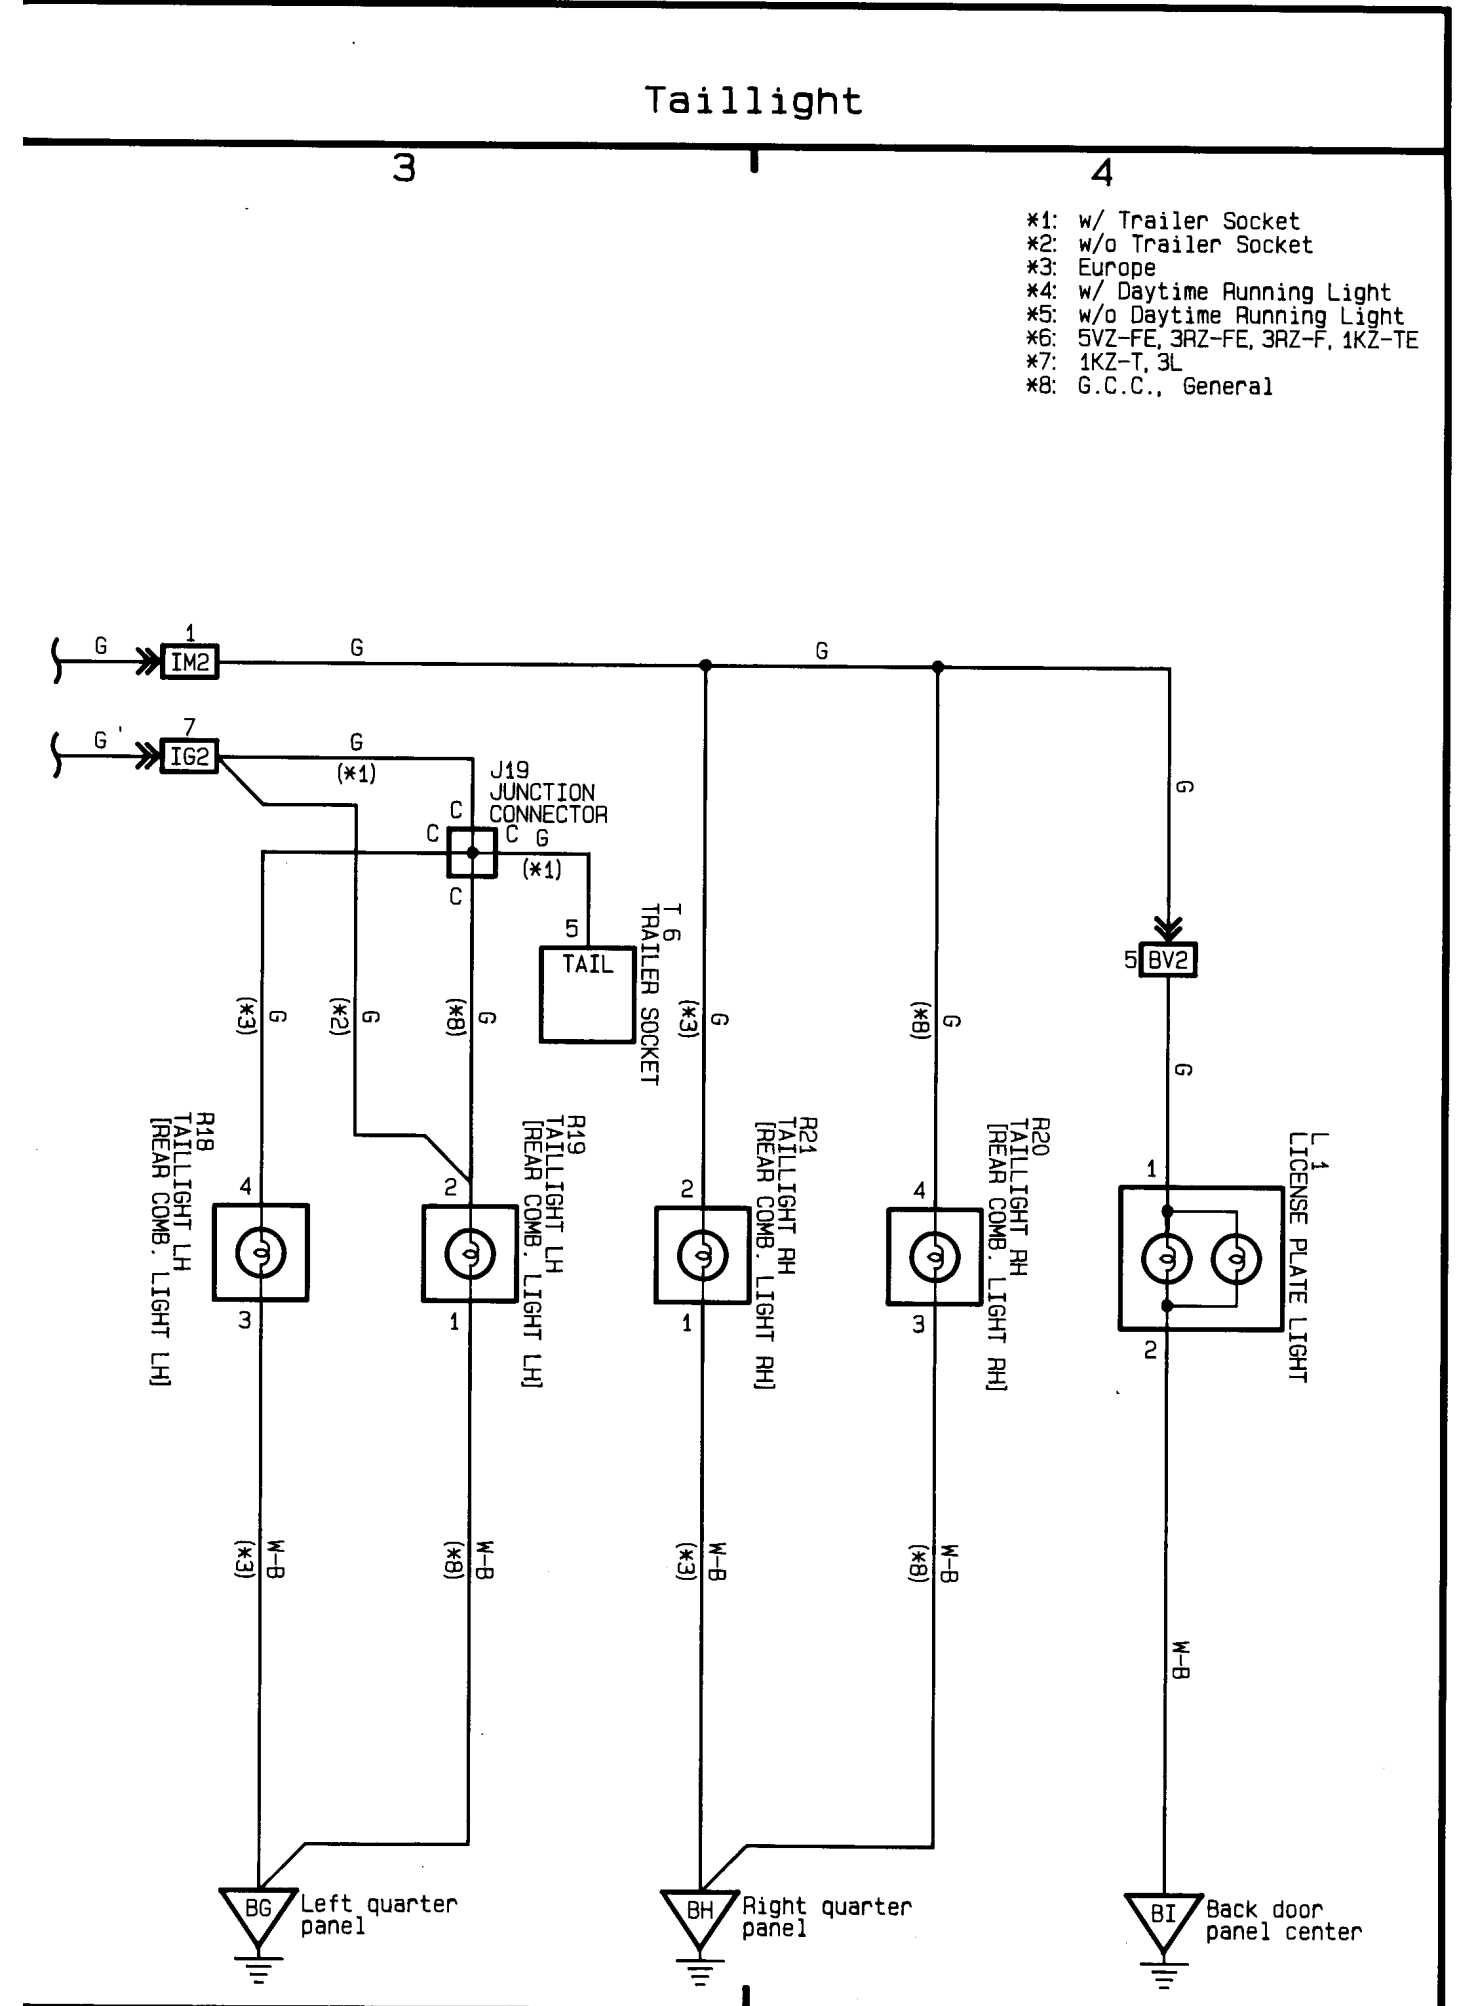 Taillight
3
4
*1: w/ Trailer Socket
*2: w/o Trailer Socket
*3: Europe
*4: w/ Daytime Running Light
*5: w/o Daytime Running Light
*6: 5VZ-FE, 3RZ-FE, 3RZ-F, 1KZ-TE
*7: 1KZ-T, 3L
*8: G.C.C., General
G
1
IM2
G
G
G
7
IG2
G
(*1)
J19
JUNCTION
CONNECTOR
C
C
C
C
G
(*1)
G
5
TAIL
T 6
TRAILER SOCKET
5
BV2
(*3)
G
(*2)
G
(*8)
G
(*3)
G
(*8)
G
G
R18
TAILLIGHT LH
[REAR COMB. LIGHT LH]
4
3
R19
TAILLIGHT LH
[REAR COMB. LIGHT LH]
2
1
R21
TAILLIGHT RH
[REAR COMB. LIGHT RH]
2
1
R20
TAILLIGHT RH
[REAR COMB. LIGHT RH]
4
3
L 1
LICENSE PLATE LIGHT
1
2
(*3)
W-B
(*8)
W-B
(*3)
W-B
(*8)
W-B
W-B
BG
Left quarter
panel
BH
Right quarter
panel
BI
Back door
panel center